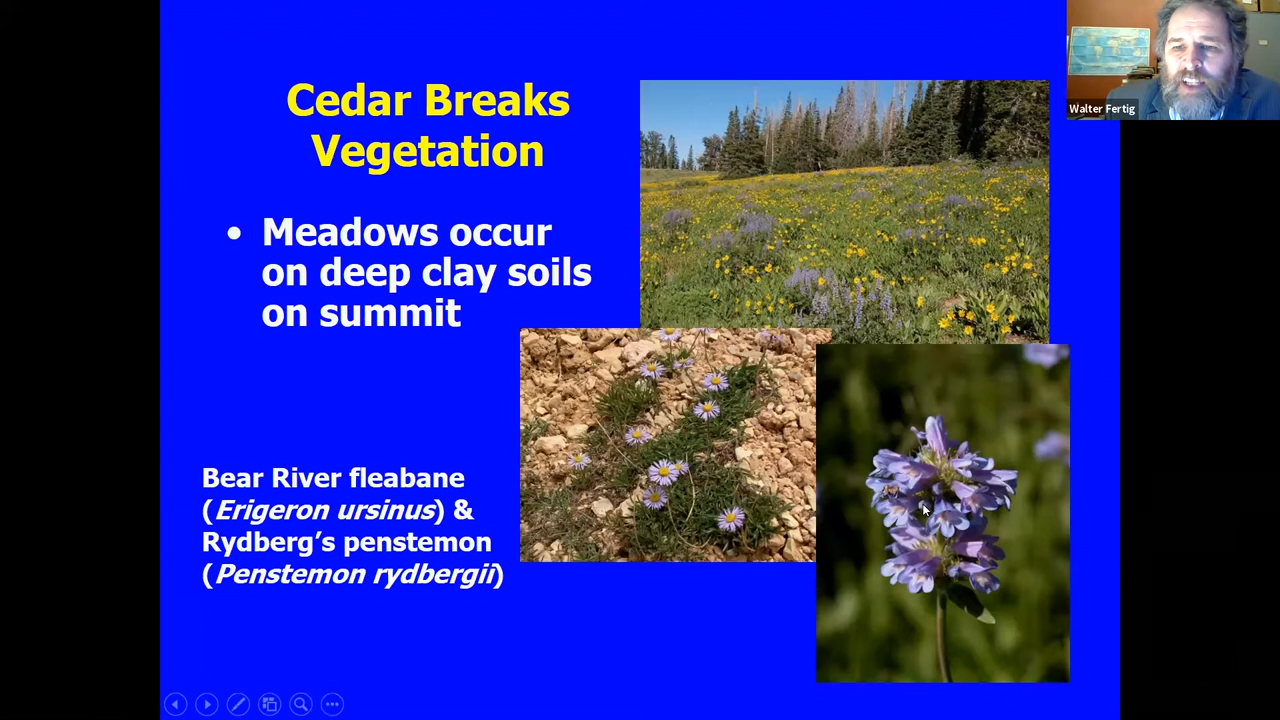 Cedar Breaks
Vegetation
• Meadows occur
on deep clay soils
on summit
Bear River fleabane
(Erigeron ursinus) &
Rydberg’s penstemon
(Penstemon rydbergii)
Walter Fertig